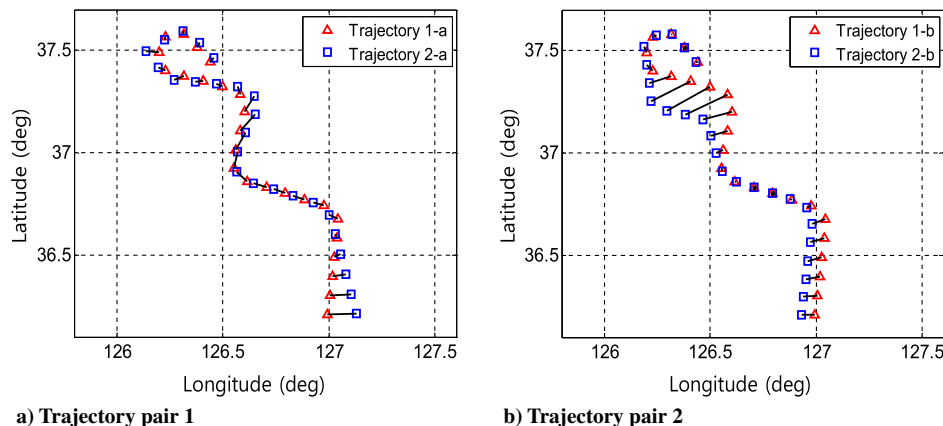 37.5
37
36.5
126
126.5
127
127.5
Latitude (deg)
Longitude (deg)
Trajectory 1-a
Trajectory 2-a
a) Trajectory pair 1
37.5
37
36.5
126
126.5
127
127.5
Latitude (deg)
Longitude (deg)
Trajectory 1-b
Trajectory 2-b
b) Trajectory pair 2